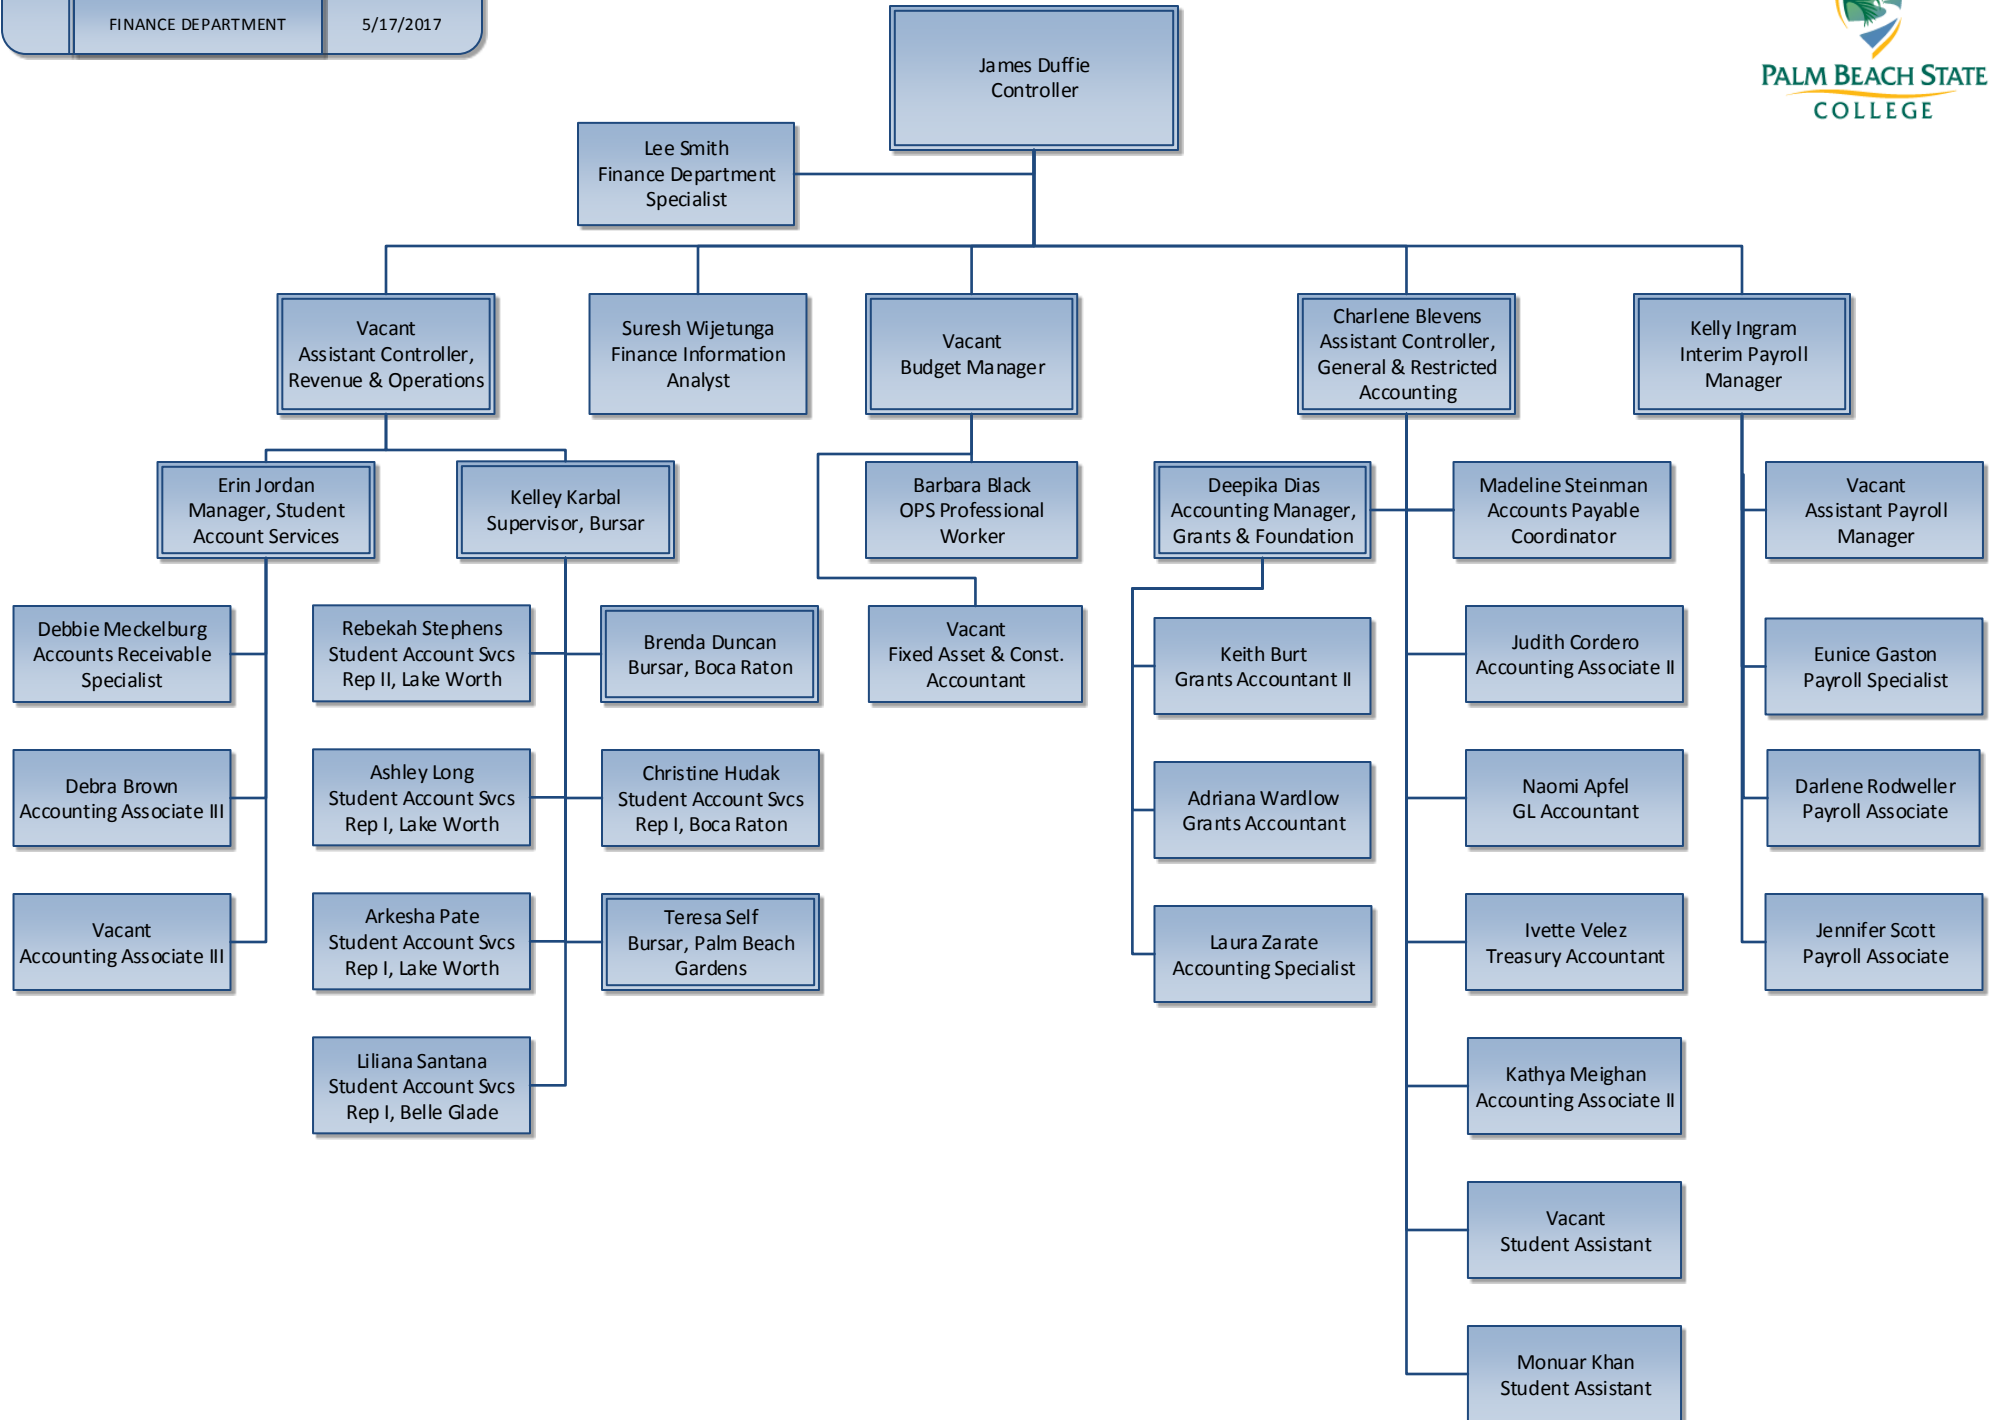 FINANCE DEPARTMENT
5/17/2017
PALM BEACH STATE
COLLEGE
James Duffie
Controller
Lee Smith
Finance Department
Specialist
Vacant
Assistant Controller,
Revenue & Operations
Suresh Wijetunga
Finance Information
Analyst
Vacant
Budget Manager
Charlene Blevens
Assistant Controller,
General & Restricted
Accounting
Kelly Ingram
Interim Payroll
Manager
Erin Jordan
Manager, Student
Account Services
Kelley Karbal
Supervisor, Bursar
Barbara Black
OPS Professional
Worker
Deepika Dias
Accounting Manager,
Grants & Foundation
Madeline Steinman
Accounts Payable
Coordinator
Vacant
Assistant Payroll
Manager
Debbie Meckelburg
Accounts Receivable
Specialist
Rebekah Stephens
Student Account Svcs
Rep II, Lake Worth
Brenda Duncan
Bursar, Boca Raton
Vacant
Fixed Asset & Const.
Accountant
Keith Burt
Grants Accountant II
Judith Cordero
Accounting Associate II
Eunice Gaston
Payroll Specialist
Debra Brown
Accounting Associate III
Ashley Long
Student Account Svcs
Rep I, Lake Worth
Christine Hudak
Student Account Svcs
Rep I, Boca Raton
Adriana Wardlow
Grants Accountant
Naomi Apfel
GL Accountant
Darlene Rodweller
Payroll Associate
Vacant
Accounting Associate III
Arkesha Pate
Student Account Svcs
Rep I, Lake Worth
Teresa Self
Bursar, Palm Beach
Gardens
Laura Zarate
Accounting Specialist
Ivette Velez
Treasury Accountant
Jennifer Scott
Payroll Associate
Liliana Santana
Student Account Svcs
Rep I, Belle Glade
Kathya Meighan
Accounting Associate II
Vacant
Student Assistant
Monuar Khan
Student Assistant